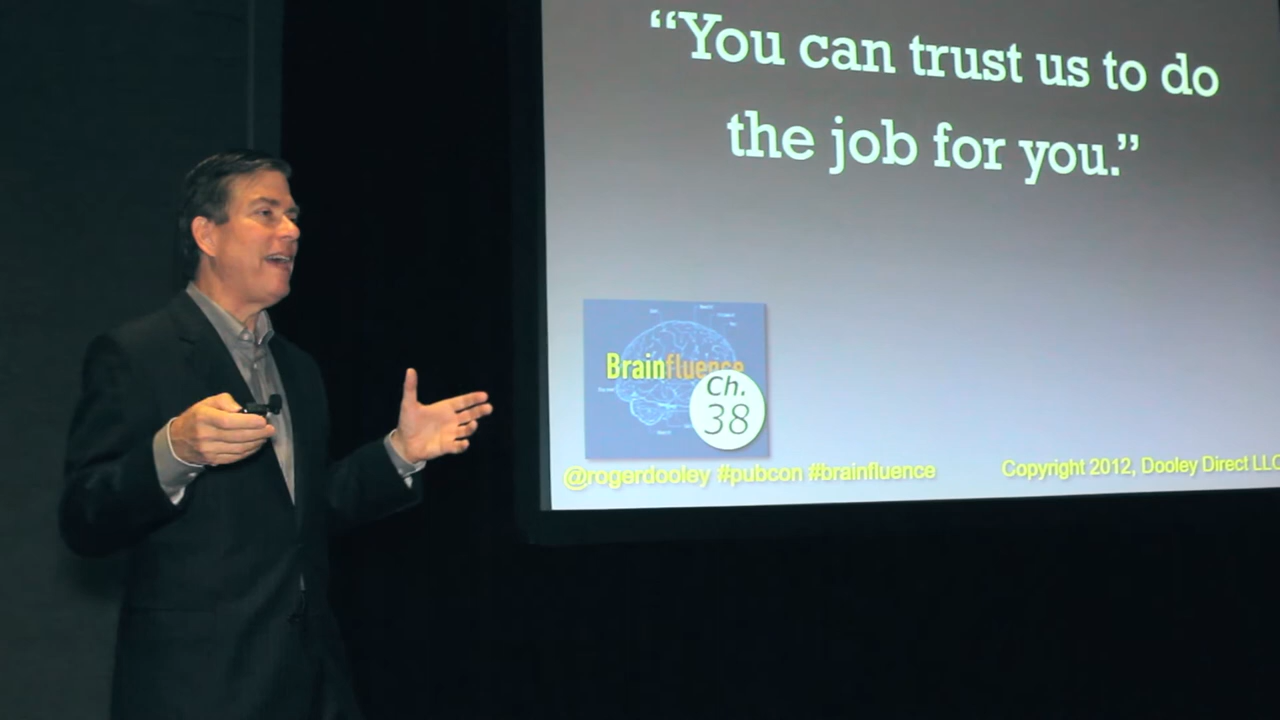 “You can trust us to do
the job for you.”
Brainfluence
Ch.
38
@rogerdooley #pubcon #brainfluence
Copyright 2012, Dooley Direct LLC